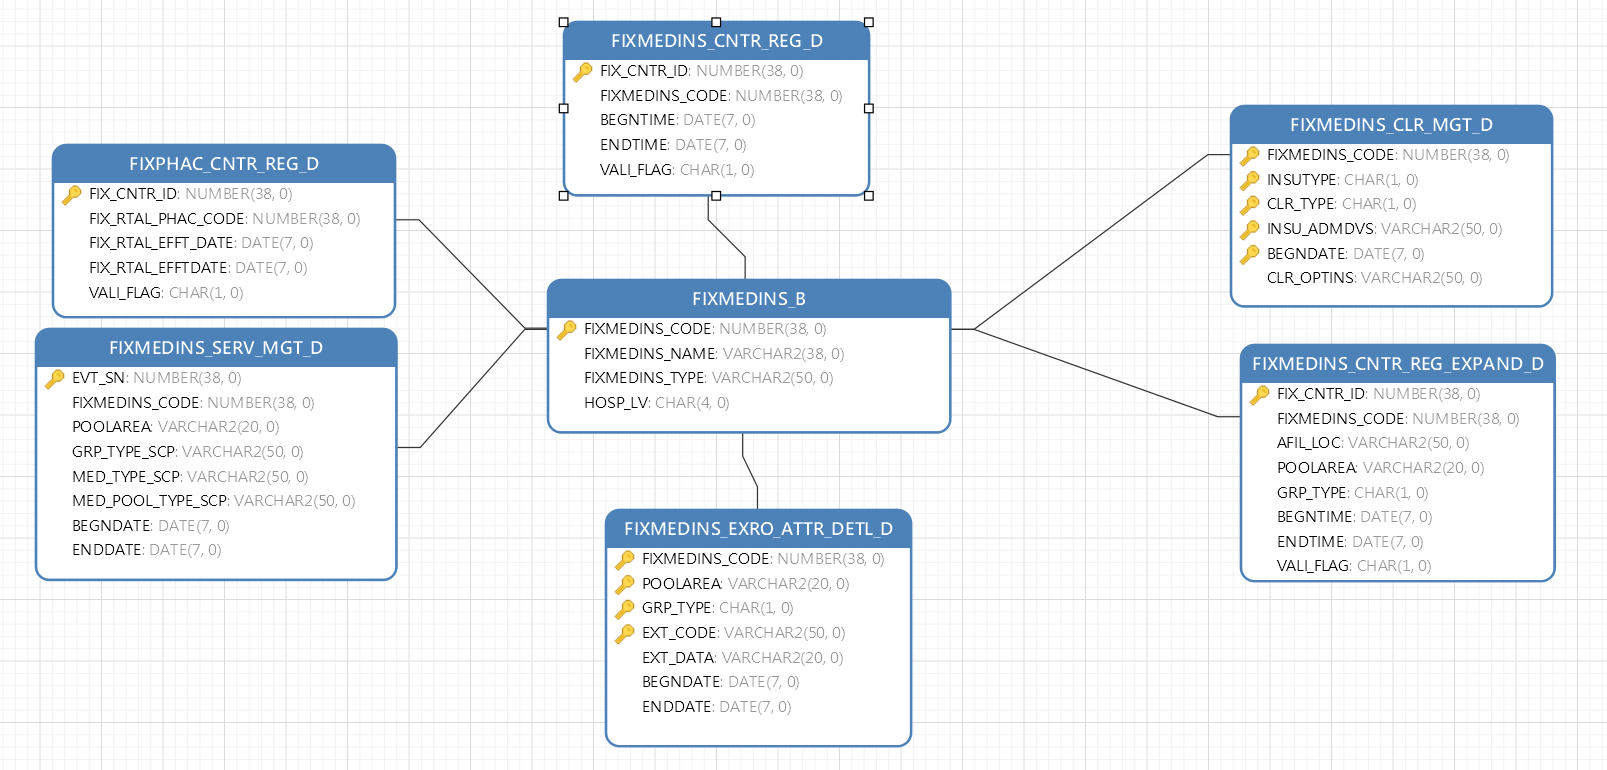 FIXMEDINS_CNTR_REG_D
FIX_CNTR_ID: NUMBER(38, 0)
FIXMEDINS_CODE: NUMBER(38, 0)
BEGNTIME: DATE(7, 0)
ENDTIME: DATE(7, 0)
VALI_FLAG: CHAR(1, 0)
FIXPHAC_CNTR_REG_D
FIX_CNTR_ID: NUMBER(38, 0)
FIX_RTAL_PHAC_CODE: NUMBER(38, 0)
FIX_RTAL_EFFT_DATE: DATE(7, 0)
FIX_RTAL_EFFTDATE: DATE(7, 0)
VALI_FLAG: CHAR(1, 0)
FIXMEDINS_SERV_MGT_D
EVT_SN: NUMBER(38, 0)
FIXMEDINS_CODE: NUMBER(38, 0)
POOLAREA: VARCHAR2(20, 0)
GRP_TYPE_SCP: VARCHAR2(50, 0)
MED_TYPE_SCP: VARCHAR2(50, 0)
MED_POOL_TYPE_SCP: VARCHAR2(50, 0)
BEGNDATE: DATE(7, 0)
ENDDATE: DATE(7, 0)
FIXMEDINS_B
FIXMEDINS_CODE: NUMBER(38, 0)
FIXMEDINS_NAME: VARCHAR2(38, 0)
FIXMEDINS_TYPE: VARCHAR2(50, 0)
HOSP_LV: CHAR(4, 0)
FIXMEDINS_EXRO_ATTR_DETL_D
FIXMEDINS_CODE: NUMBER(38, 0)
POOLAREA: VARCHAR2(20, 0)
GRP_TYPE: CHAR(1, 0)
EXT_CODE: VARCHAR2(50, 0)
EXT_DATA: VARCHAR2(20, 0)
BEGNDATE: DATE(7, 0)
ENDDATE: DATE(7, 0)
FIXMEDINS_CLR_MGT_D
FIXMEDINS_CODE: NUMBER(38, 0)
INSUTYPE: CHAR(1, 0)
CLR_TYPE: CHAR(1, 0)
INSU_ADMDVS: VARCHAR2(50, 0)
BEGNDATE: DATE(7, 0)
CLR_OPTINS: VARCHAR2(50, 0)
FIXMEDINS_CNTR_REG_EXPAND_D
FIX_CNTR_ID: NUMBER(38, 0)
FIXMEDINS_CODE: NUMBER(38, 0)
AFIL_LOC: VARCHAR2(50, 0)
POOLAREA: VARCHAR2(20, 0)
GRP_TYPE: CHAR(1, 0)
BEGNTIME: DATE(7, 0)
ENDTIME: DATE(7, 0)
VALI_FLAG: CHAR(1, 0)